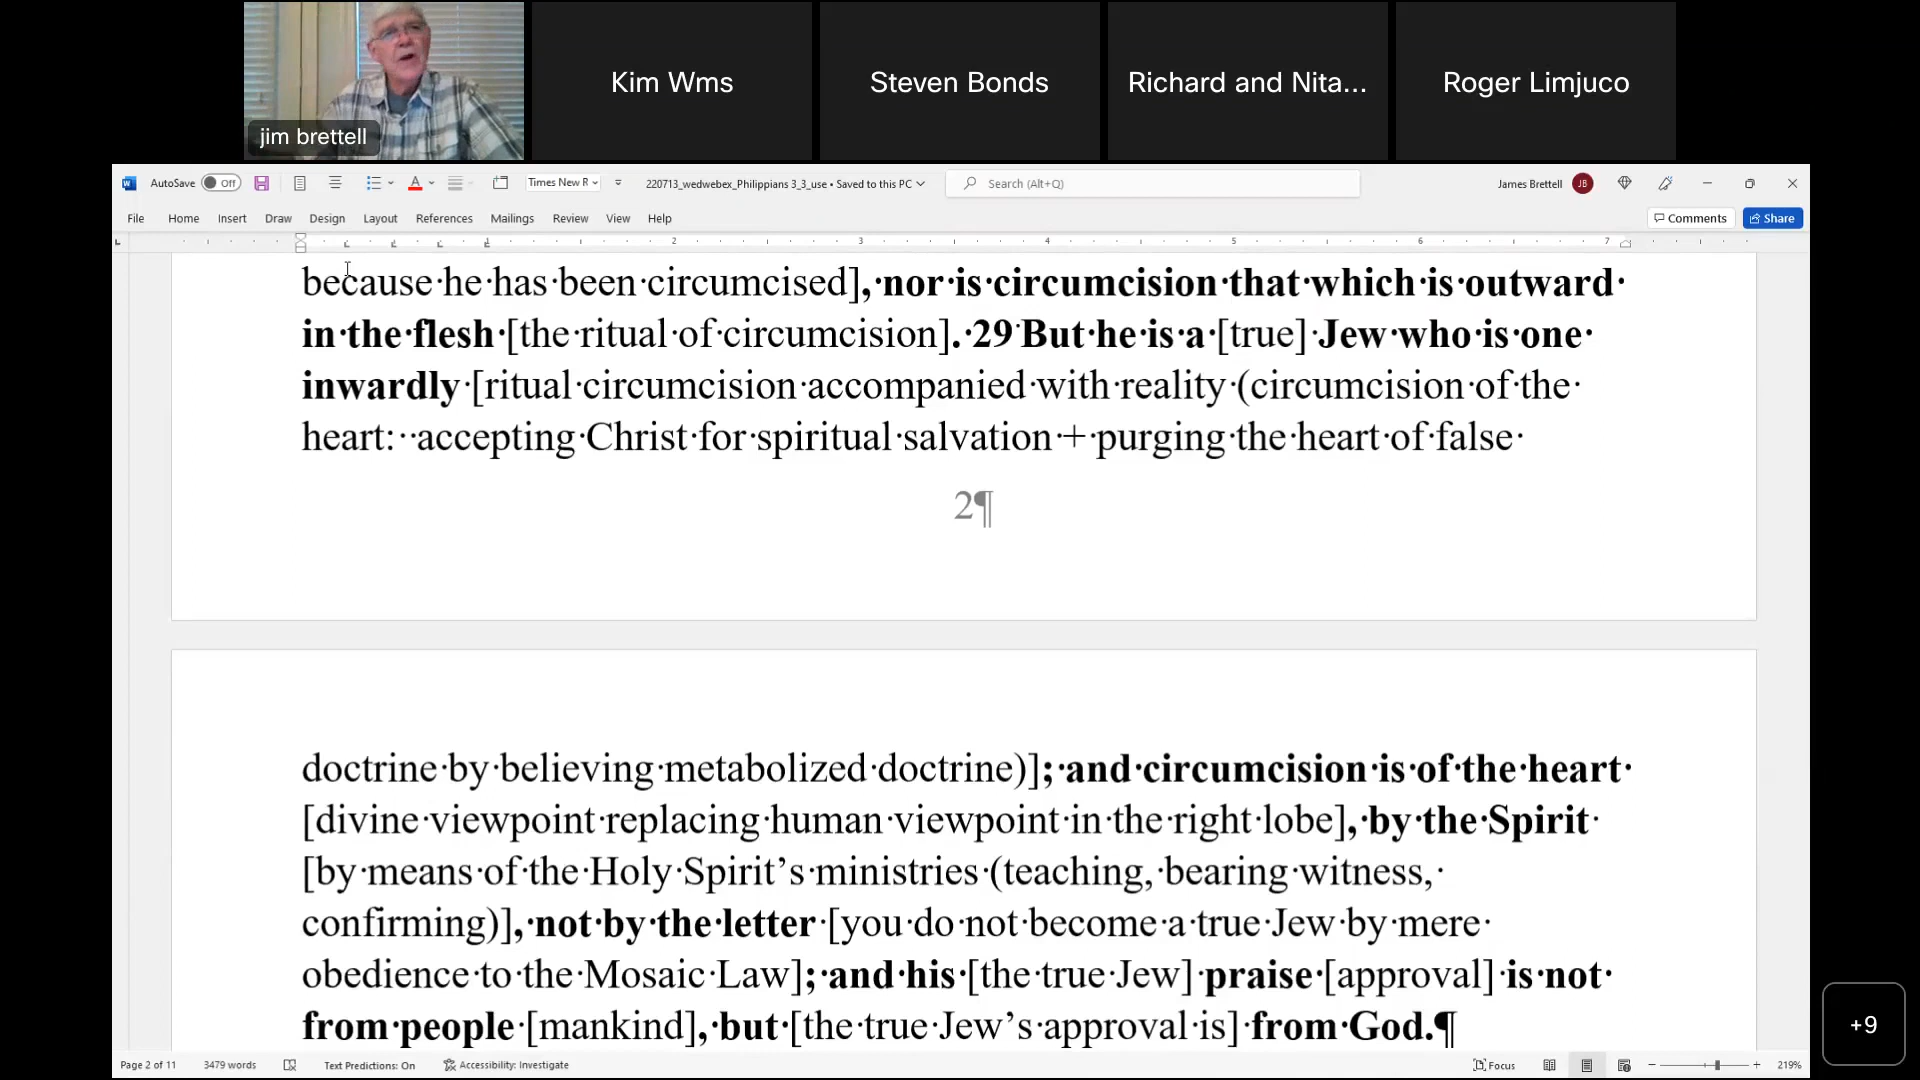 jim brettell
Kim Wms
Steven Bonds
Richard and Nita...
Roger Limjuco
AutoSave Off
Times New R
220713_wedwebex_Philippians 3_3_use • Saved to this PC
Search (Alt+Q)
James Brettell JB
File Home Insert Draw Design Layout References Mailings Review View Help
Comments Share
2 3 4 5 6 7
because·he·has·been·circumcised],·nor·is·circumcision·that·which·is·outward·
in·the·flesh·[the·ritual·of·circumcision].·29·But·he·is·a·[true]·Jew·who·is·one·
inwardly·[ritual·circumcision·accompanied·with·reality·(circumcision·of·the·
heart:··accepting·Christ·for·spiritual·salvation·+·purging·the·heart·of·false·
2¶
doctrine·by·believing·metabolized·doctrine)];·and·circumcision·is·of·the·heart·
[divine·viewpoint·replacing·human·viewpoint·in·the·right·lobe],·by·the·Spirit·
[by·means·of·the·Holy·Spirit’s·ministries·(teaching,·bearing·witness,·
confirming)],·not·by·the·letter·[you·do·not·become·a·true·Jew·by·mere·
obedience·to·the·Mosaic·Law];·and·his·[the·true·Jew]·praise·[approval]·is·not·
from·people·[mankind],·but·[the·true·Jew’s·approval·is]·from·God.¶
+9
Page 2 of 11 3479 words Text Predictions: On Accessibility: Investigate Focus 219%